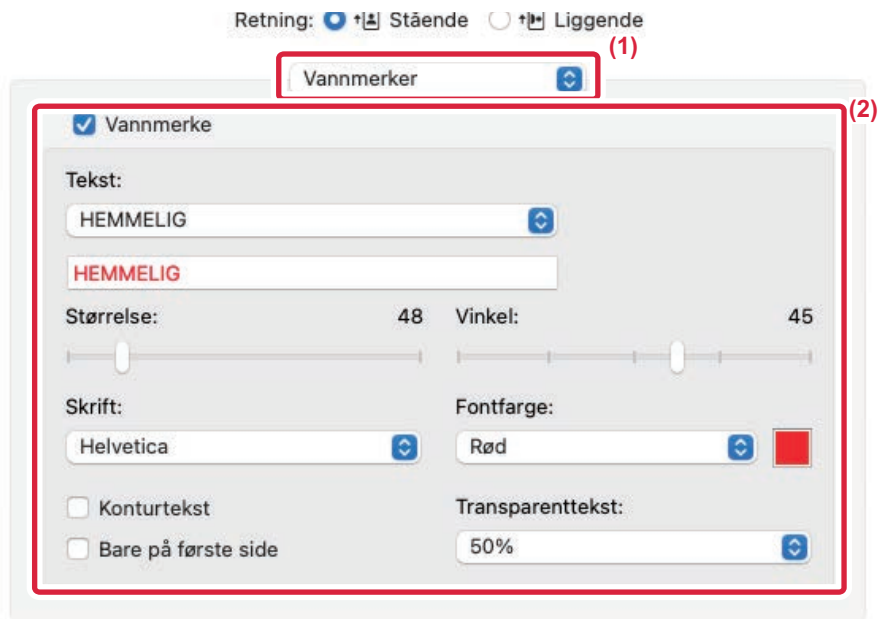 Retning: Stående Liggende
(1)
Vannmerker
(2)
Vannmerke
Tekst:
HEMMELIG
HEMMELIG
Størrelse: 48 Vinkel: 45
Skrift: Fontfarge:
Helvetica Rød
Konturtekst Transparenttekst:
Bare på første side 50%